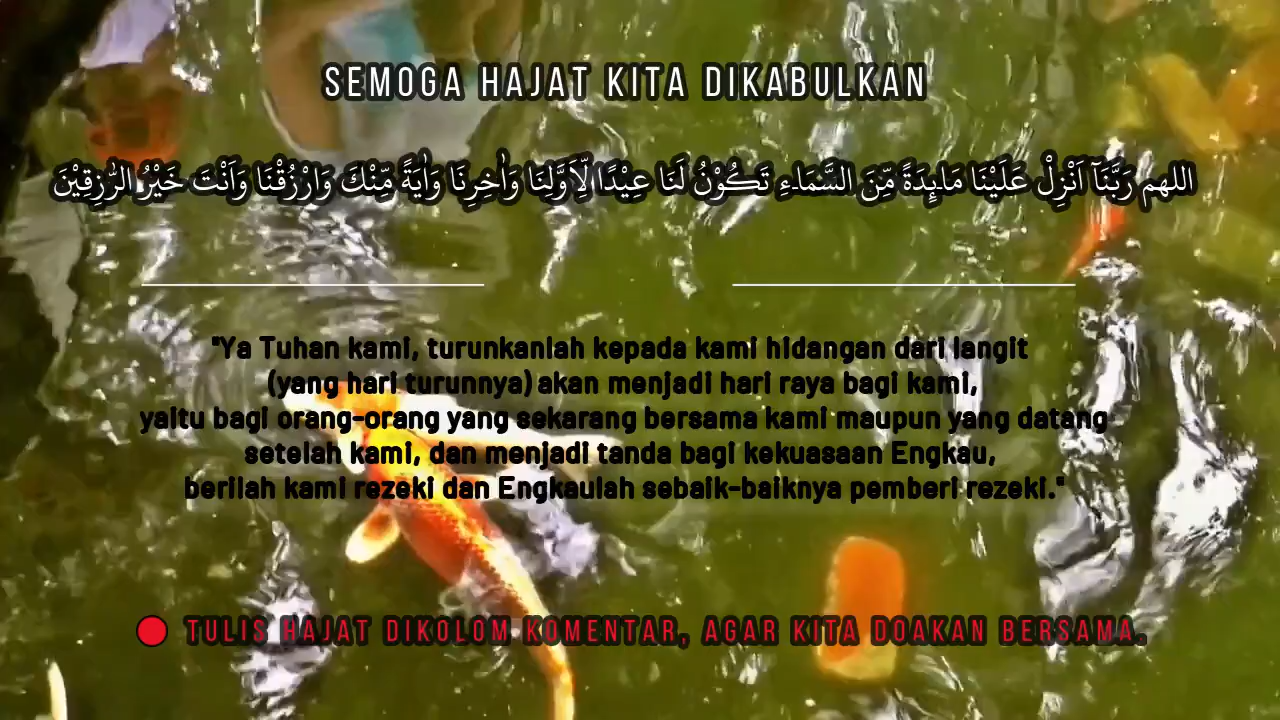 SEMOGA HAJAT KITA DIKABULKAN
اللهم رَبَّنَآ اَنْزِلْ عَلَيْنَا مَاۤىِٕدَةً مِّنَ السَّمَاۤءِ تَكُوْنُ لَنَا عِيْدًا لِّاَوَّلِنَا وَاٰخِرِنَا وَاٰيَةً مِّنْكَ وَارْزُقْنَا وَاَنْتَ خَيْرُ الرّٰزِقِيْنَ
"Ya Tuhan kami, turunkanlah kepada kami hidangan dari langit
(yang hari turunnya) akan menjadi hari raya bagi kami,
yaitu bagi orang-orang yang sekarang bersama kami maupun yang datang
setelah kami, dan menjadi tanda bagi kekuasaan Engkau,
berilah kami rezeki dan Engkaulah sebaik-baiknya pemberi rezeki."
TULIS HAJAT DIKOLOM KOMENTAR, AGAR KITA DOAKAN BERSAMA.